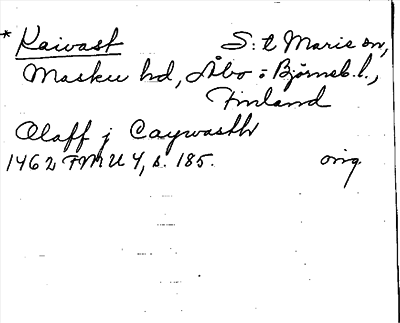 * Kaivast S:t Marie sn,
Masku hd, Åbo-Björneb. l.,
Finland
Olaff j Caywasth
1462 FMU 4, s. 185. orig.